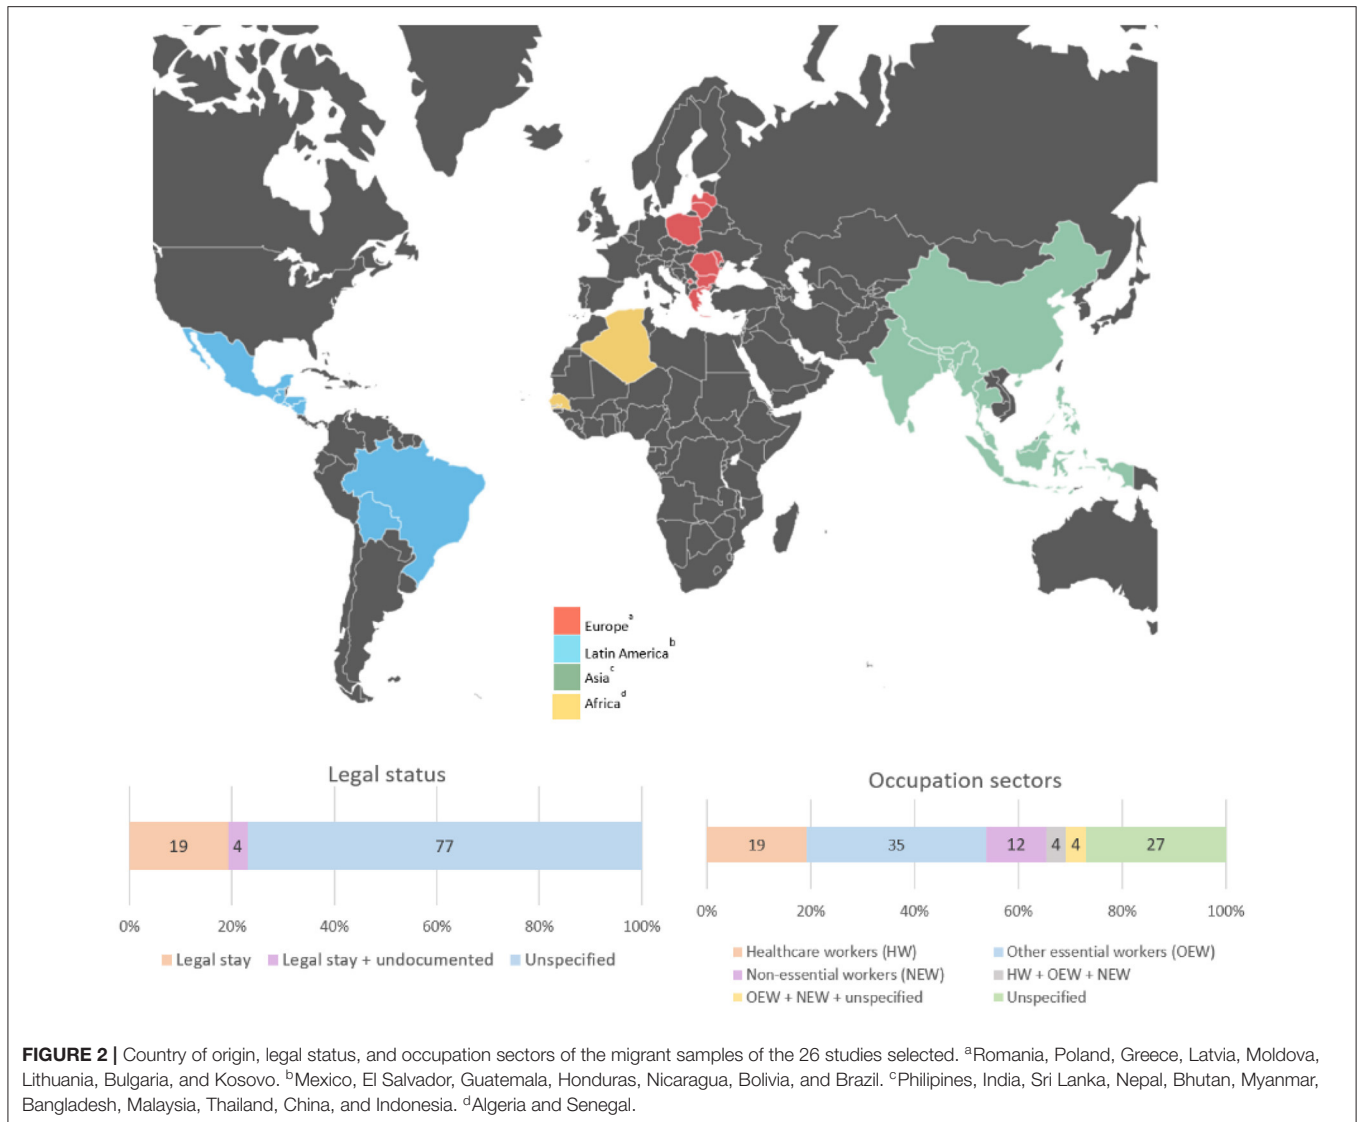 Europe^a
Latin America^b
Asia^c
Africa^d
Legal status
19 4 77
0% 20% 40% 60% 80% 100%
Legal stay Legal stay + undocumented Unspecified
Occupation sectors
19 35 12 4 4 27
0% 20% 40% 60% 80% 100%
Healthcare workers (HW) Other essential workers (OEW)
Non-essential workers (NEW) HW + OEW + NEW
OEW + NEW + unspecified Unspecified
FIGURE 2 | Country of origin, legal status, and occupation sectors of the migrant samples of the 26 studies selected. ^aRomania, Poland, Greece, Latvia, Moldova,
Lithuania, Bulgaria, and Kosovo. ^bMexico, El Salvador, Guatemala, Honduras, Nicaragua, Bolivia, and Brazil. ^cPhilipines, India, Sri Lanka, Nepal, Bhutan, Myanmar,
Bangladesh, Malaysia, Thailand, China, and Indonesia. ^dAlgeria and Senegal.